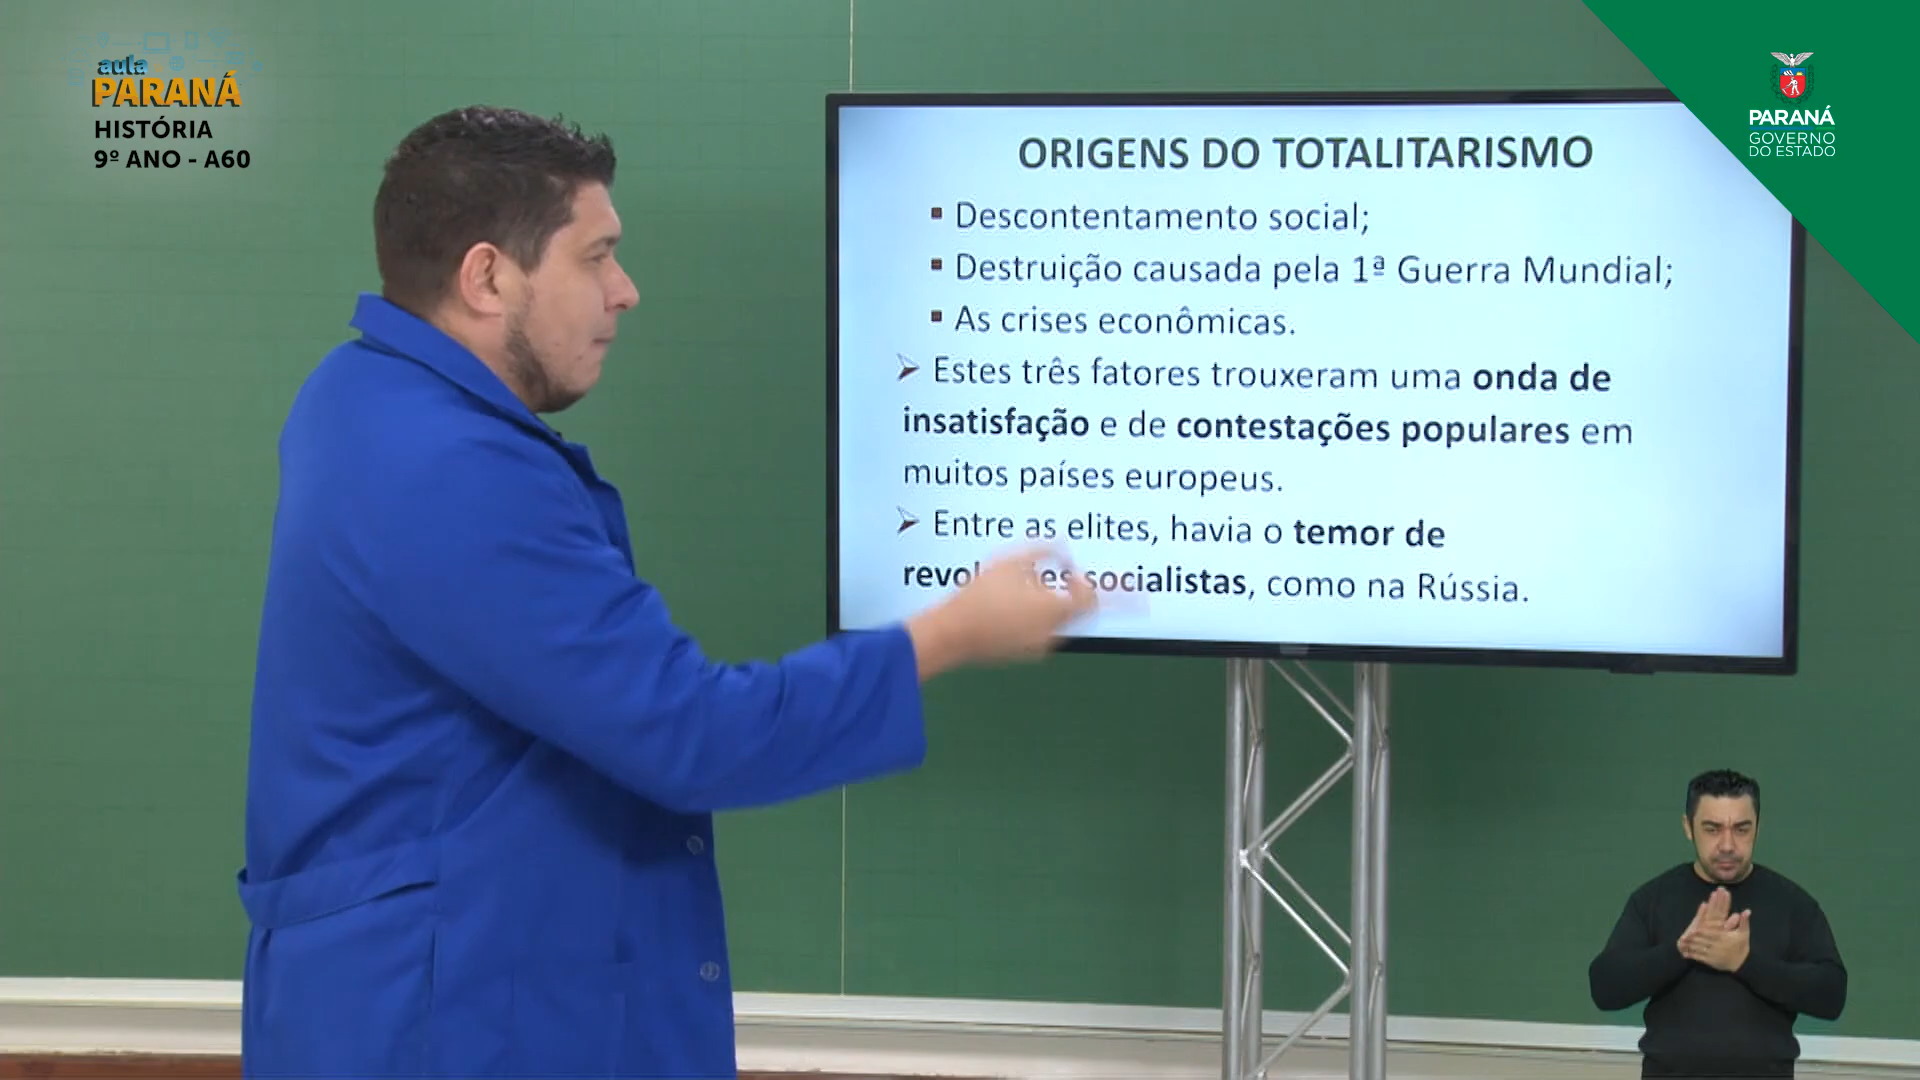 aula
PARANÁ
HISTÓRIA
9º ANO - A60
ORIGENS DO TOTALITARISMO
▪ Descontentamento social;
▪ Destruição causada pela 1ª Guerra Mundial;
▪ As crises econômicas.
➢ Estes três fatores trouxeram uma onda de
insatisfação e de contestações populares em
muitos países europeus.
➢ Entre as elites, havia o temor de
socialistas, como na Rússia.
PARANÁ
GOVERNO
DO ESTADO